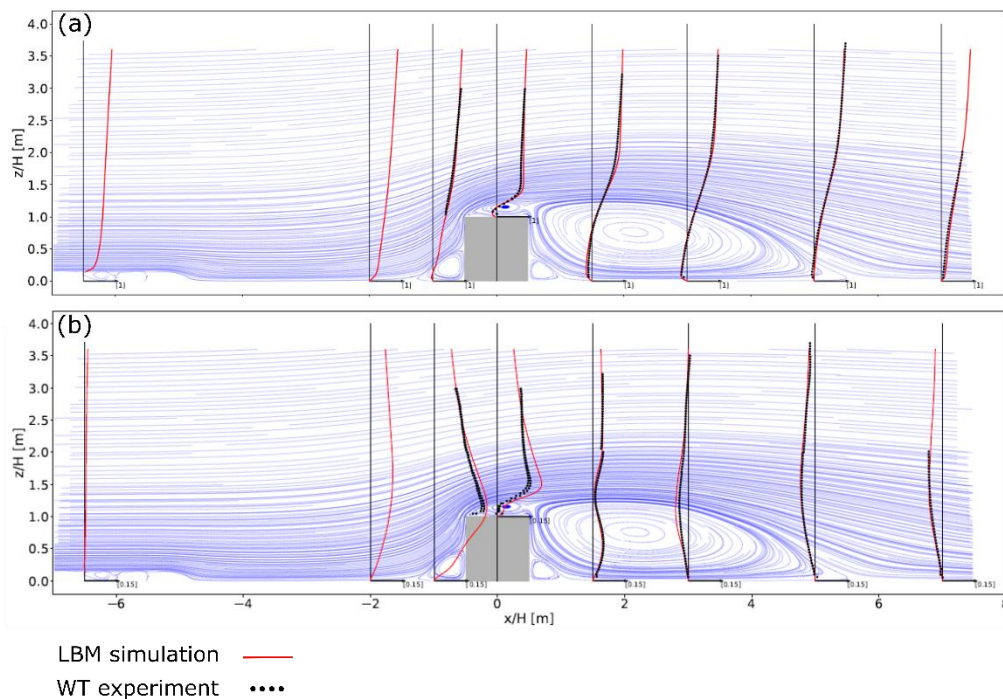 (a)
4.0
3.5
3.0
2.5
2.0
1.5
1.0
0.5
0.0
z/H [m]
[1]
[1] [1] [1] [1] [1] [1] [1]
(b)
4.0
3.5
3.0
2.5
2.0
1.5
1.0
0.5
0.0
z/H [m]
[0.15]
[0.15] [0.15] [0.15] [0.15] [0.15] [0.15] [0.15]
−6 −4 −2 0 2 4 6 8
x/H [m]
LBM simulation
WT experiment